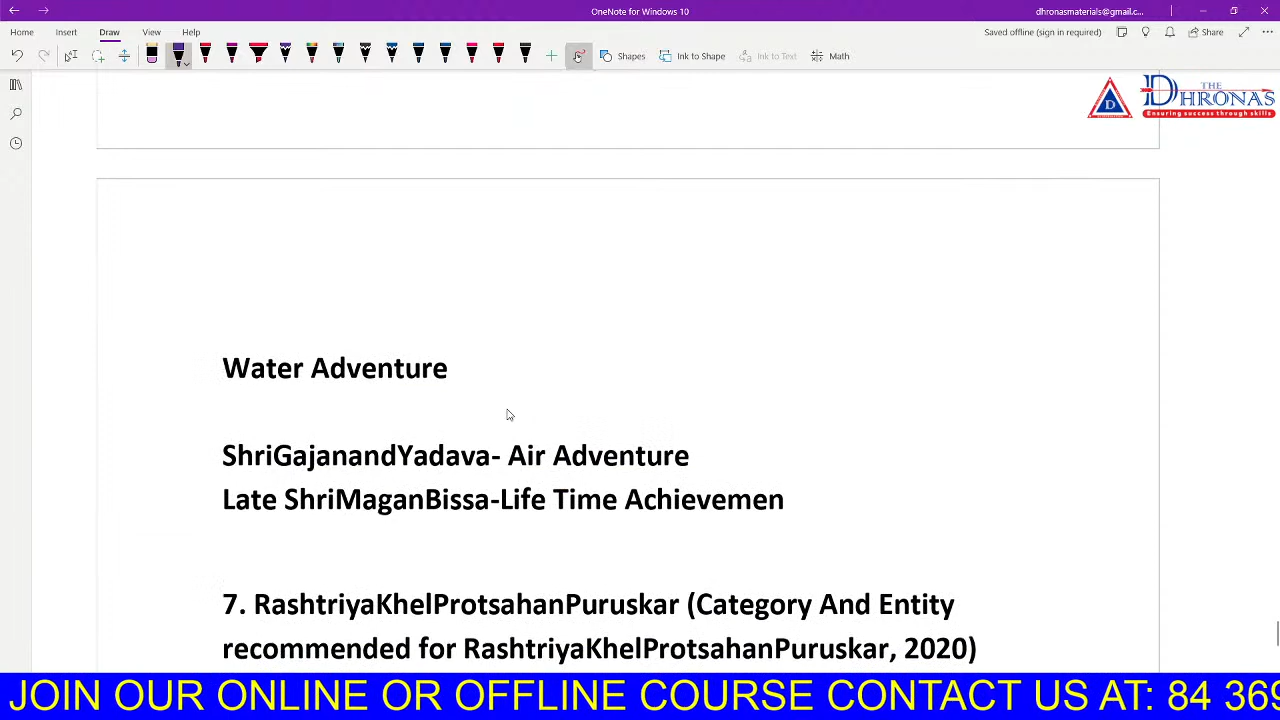 OneNote for Windows 10
dhronasmaterials@gmail.c...
Home Insert Draw View Help
Saved offline (sign in required)
Share
Shapes
Ink to Shape
Ink to Text
Math
THE
DHRONAS
Ensuring success through skills
D
Water Adventure
ShriGajanandYadava- Air Adventure
Late ShriMaganBissa-Life Time Achievemen
7. RashtriyaKhelProtsahanPuruskar (Category And Entity
recommended for RashtriyaKhelProtsahanPuruskar, 2020)
JOIN OUR ONLINE OR OFFLINE COURSE CONTACT US AT: 84 369